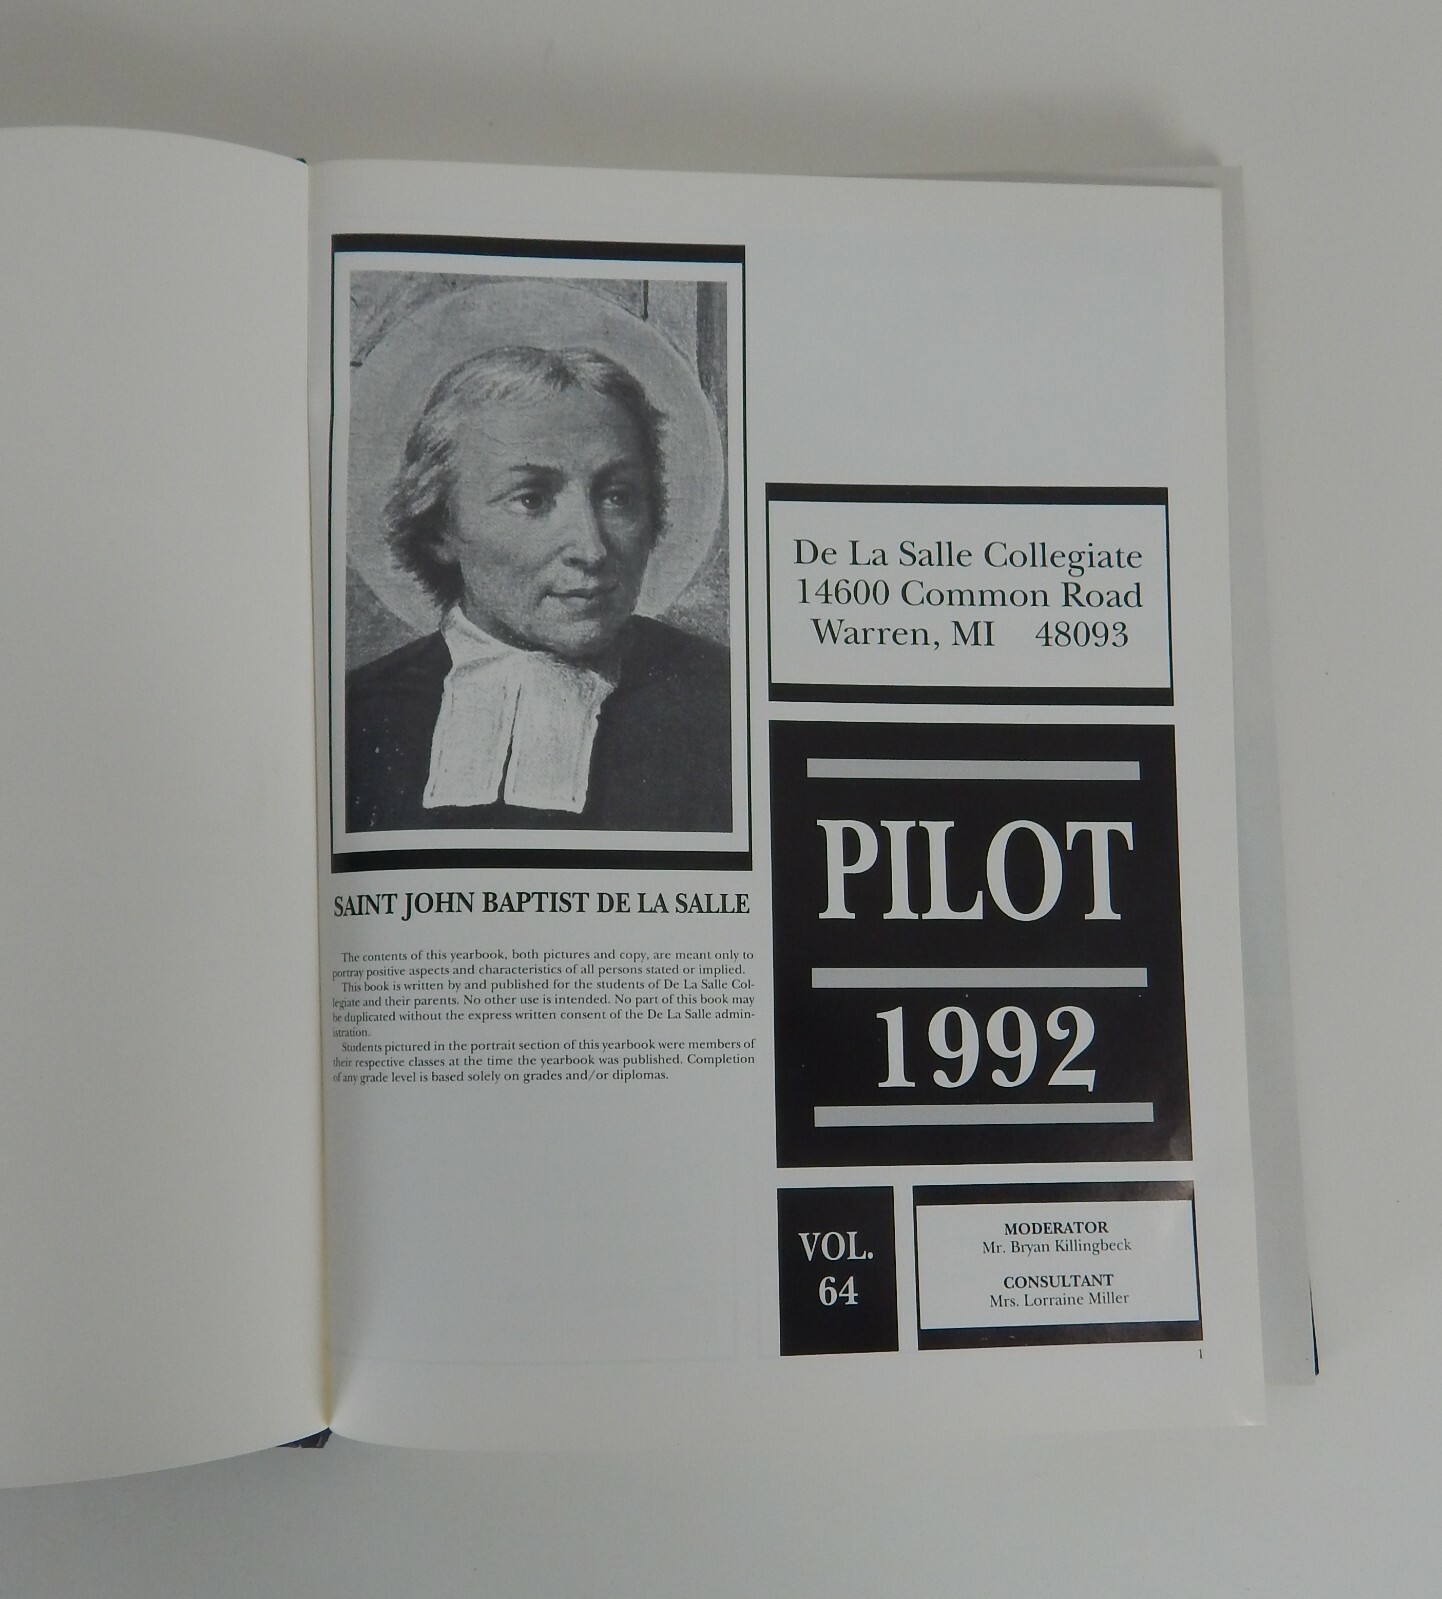 SAINT JOHN BAPTIST DE LA SALLE
The contents of this yearbook, both pictures and copy, are meant only to
portray positive aspects and characteristics of all persons stated or implied.
This book is written by and published for the students of De La Salle Col-
legiate and their parents. No other use is intended. No part of this book may
be duplicated without the express written consent of the De La Salle admin-
istration.
Students pictured in the portrait section of this yearbook were members of
their respective classes at the time the yearbook was published. Completion
of any grade level is based solely on grades and/or diplomas.
De La Salle Collegiate
14600 Common Road
Warren, MI 48093
PILOT
1992
VOL.
64
MODERATOR
Mr. Bryan Killingbeck
CONSULTANT
Mrs. Lorraine Miller
1